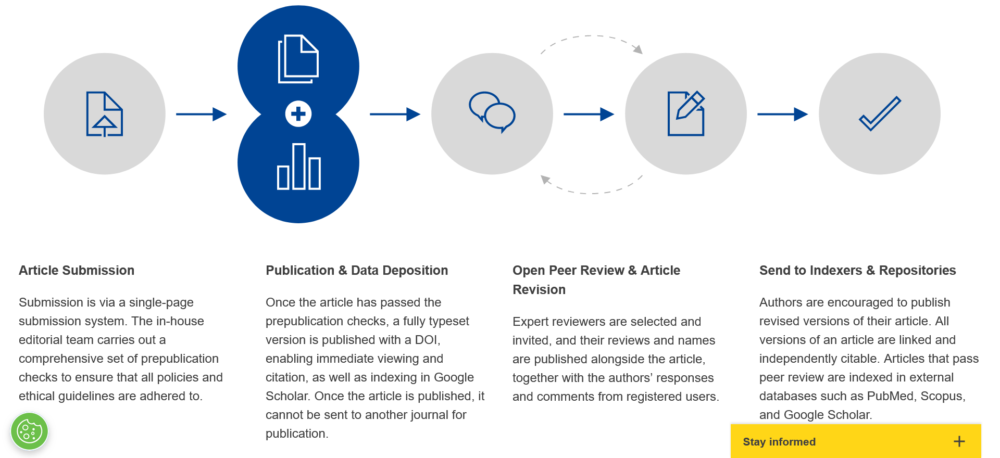 Article Submission
Submission is via a single-page
submission system. The in-house
editorial team carries out a
comprehensive set of prepublication
checks to ensure that all policies and
ethical guidelines are adhered to.
Publication & Data Deposition
Once the article has passed the
prepublication checks, a fully typeset
version is published with a DOI,
enabling immediate viewing and
citation, as well as indexing in Google
Scholar. Once the article is published, it
cannot be sent to another journal for
publication.
Open Peer Review & Article
Revision
Expert reviewers are selected and
invited, and their reviews and names
are published alongside the article,
together with the authors’ responses
and comments from registered users.
Send to Indexers & Repositories
Authors are encouraged to publish
revised versions of their article. All
versions of an article are linked and
independently citable. Articles that pass
peer review are indexed in external
databases such as PubMed, Scopus,
and Google Scholar.
Stay informed